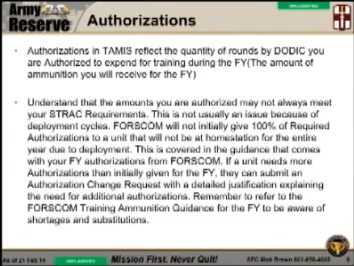 Army
Reserve
Authorizations
UNCLASSIFIED
• Authorizations in TAMIS reflect the quantity of rounds by DODIC you
are Authorized to expend for training during the FY(The amount of
ammunition you will receive for the FY)
• Understand that the amounts you are authorized may not always meet
your STRAC Requirements. This is not usually an issue because of
deployment cycles. FORSCOM will not initially give 100% of Required
Authorizations to a unit that will not be at homestation for the entire
year due to deployment. This is covered in the guidance that comes
with your FY authorizations from FORSCOM. If a unit needs more
Authorizations than initially given for the FY, they can submit an
Authorization Change Request with a detailed justification explaining
the need for additional authorizations. Remember to refer to the
FORSCOM Training Ammunition Guidance for the FY to be aware of
shortages and substitutions.
As of 21 Feb 14 UNCLASSIFIED Mission First. Never Quit! SFC Brown